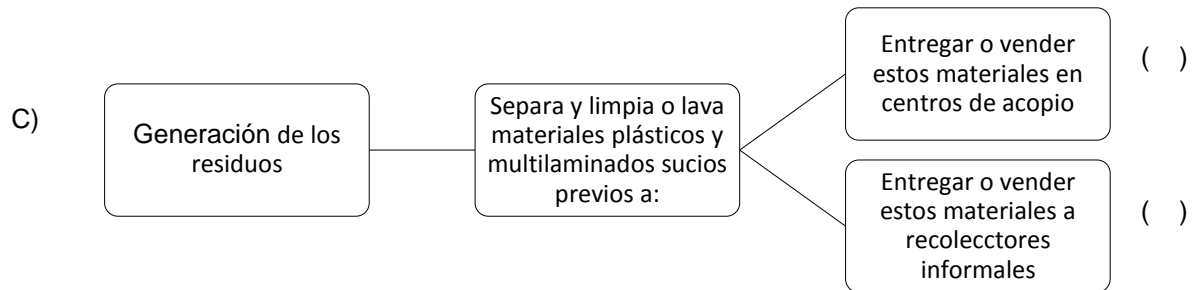 C)
Generación de los
residuos
Separa y limpia o lava
materiales plásticos y
multilaminados sucios
previos a:
Entregar o vender
estos materiales en
centros de acopio
(   )
Entregar o vender
estos materiales a
recolecctores
informales
(   )